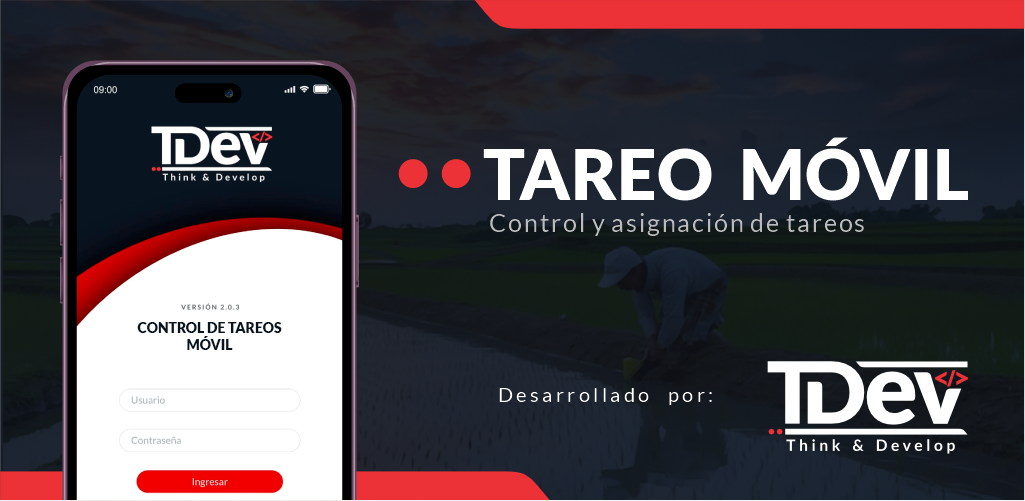 09:00
TDev
</>
Think & Develop
VERSIÓN 2.0.3
CONTROL DE TAREOS
MÓVIL
Usuario
Contraseña
Ingresar
TAREO MÓVIL
Control y asignación de tareos
Desarrollado por:
TDev
</>
Think & Develop